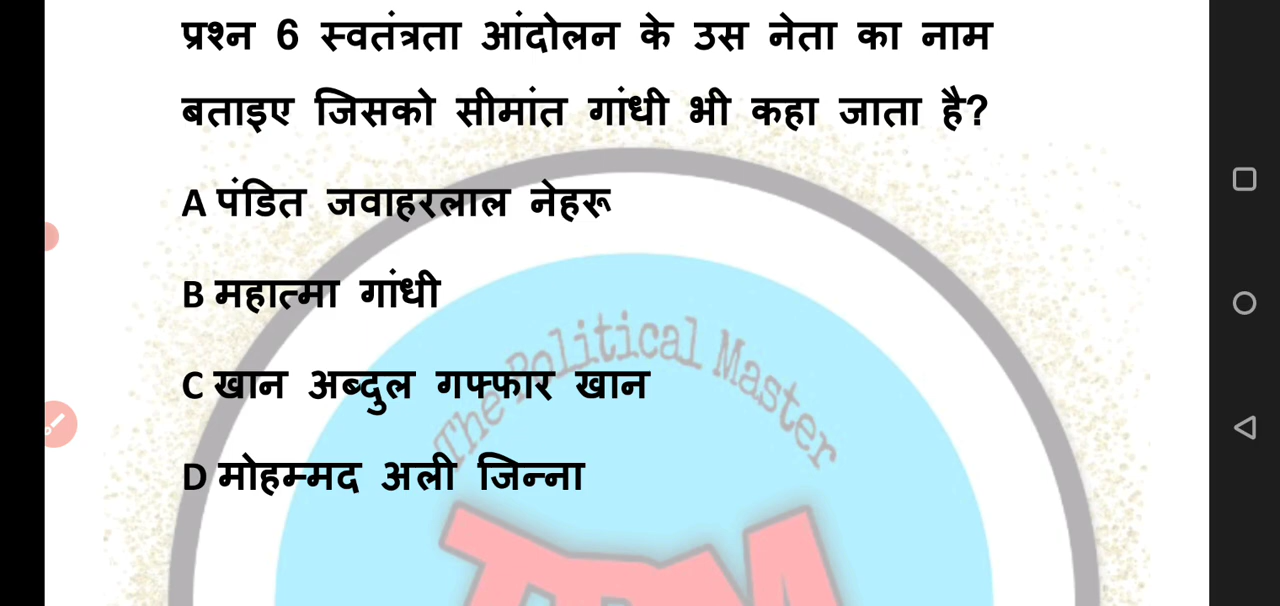 प्रश्न 6 स्वतंत्रता आंदोलन के उस नेता का नाम
बताइए जिसको सीमांत गांधी भी कहा जाता है?
A पंडित जवाहरलाल नेहरू
B महात्मा गांधी
The Political Master
C खान अब्दुल गफ्फार खान
D मोहम्मद अली जिन्ना
TPM